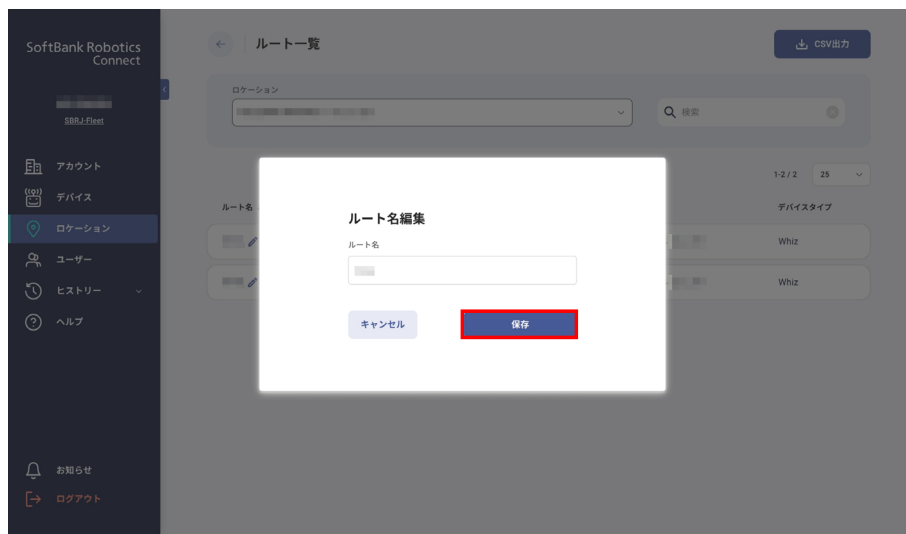 SoftBank Robotics
Connect
SBRJ-Fleet
アカウント
デバイス
ロケーション
ユーザー
ヒストリー
ヘルプ
お知らせ
ログアウト
ルート一覧
CSV出力
ロケーション
検索
1-2 / 2
25
ルート名
デバイスタイプ
Whiz
Whiz
ルート名編集
ルート名
キャンセル
保存